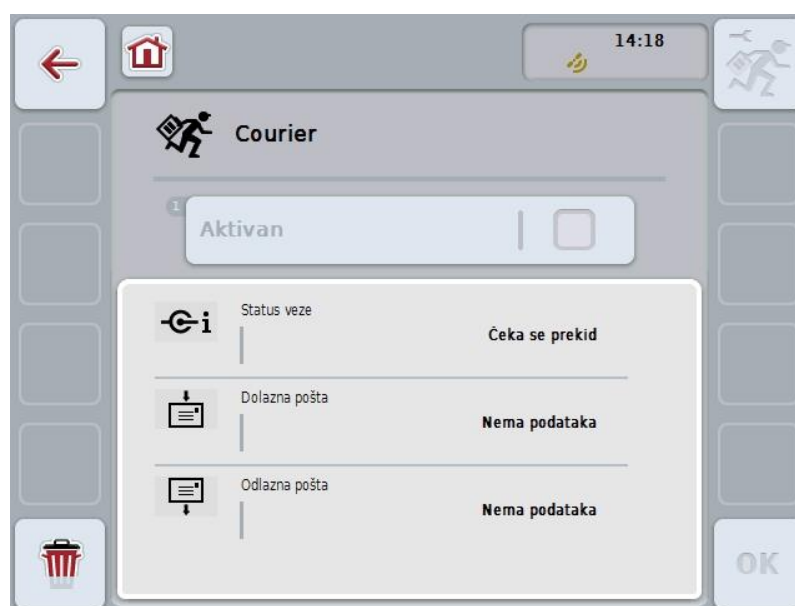 14:18
Courier
1
Aktivan
Status veze
Čeka se prekid
Dolazna pošta
Nema podataka
Odlazna pošta
Nema podataka
OK